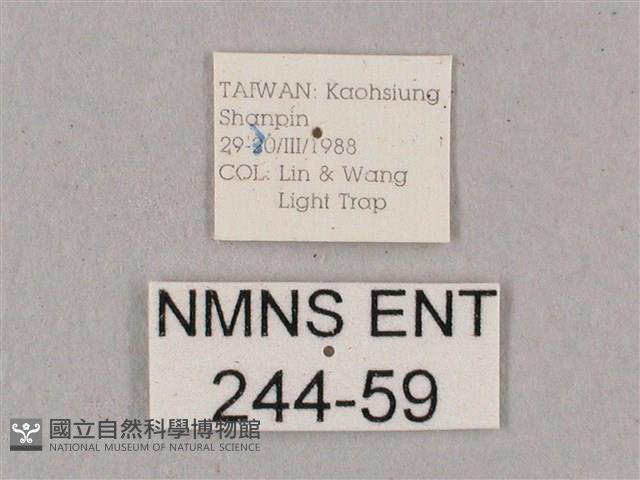 TAIWAN: Kaohsiung
Shanpin
29-30/III/1988
COL: Lin & Wang
Light Trap
NMNS ENT
244-59
國立自然科學博物館
NATIONAL MUSEUM OF NATURAL SCIENCE